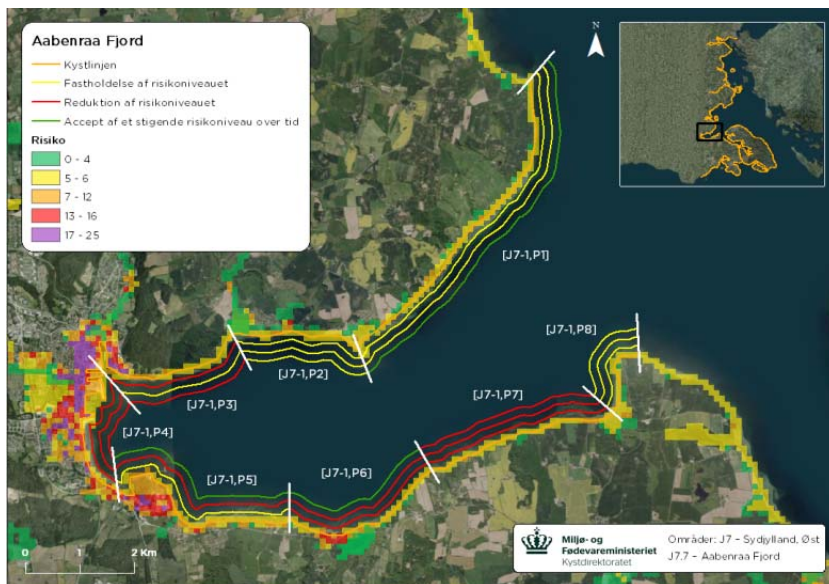 Aabenraa Fjord
Kystlinjen
Fastholdelse af risikoniveauet
Reduktion af risikoniveauet
Accept af et stigende risikoniveau over tid
Risiko
0 - 4
5 - 6
7 - 12
13 - 16
17 - 25
N
[J7-1,P1]
[J7-1,P8]
[J7-1,P2]
[J7-1,P7]
[J7-1,P3]
[J7-1,P4]
[J7-1,P5]
[J7-1,P6]
0 1 2 Km
Miljø- og
Fødevareministeriet
Kystdirektoratet
Områder: J7 - Sydjylland, Øst
J7.7 - Aabenraa Fjord